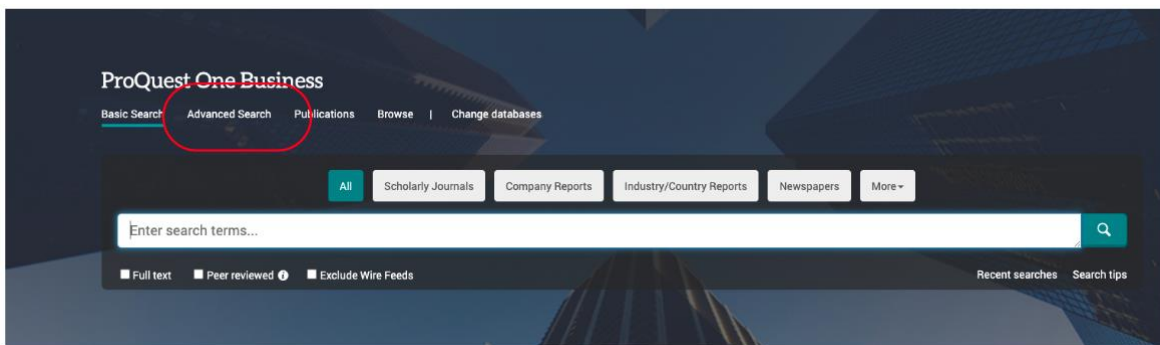 ProQuest One Business
Basic Search Advanced Search Publications Browse | Change databases
All Scholarly Journals Company Reports Industry/Country Reports Newspapers More
Enter search terms...
Full text Peer reviewed Exclude Wire Feeds Recent searches Search tips